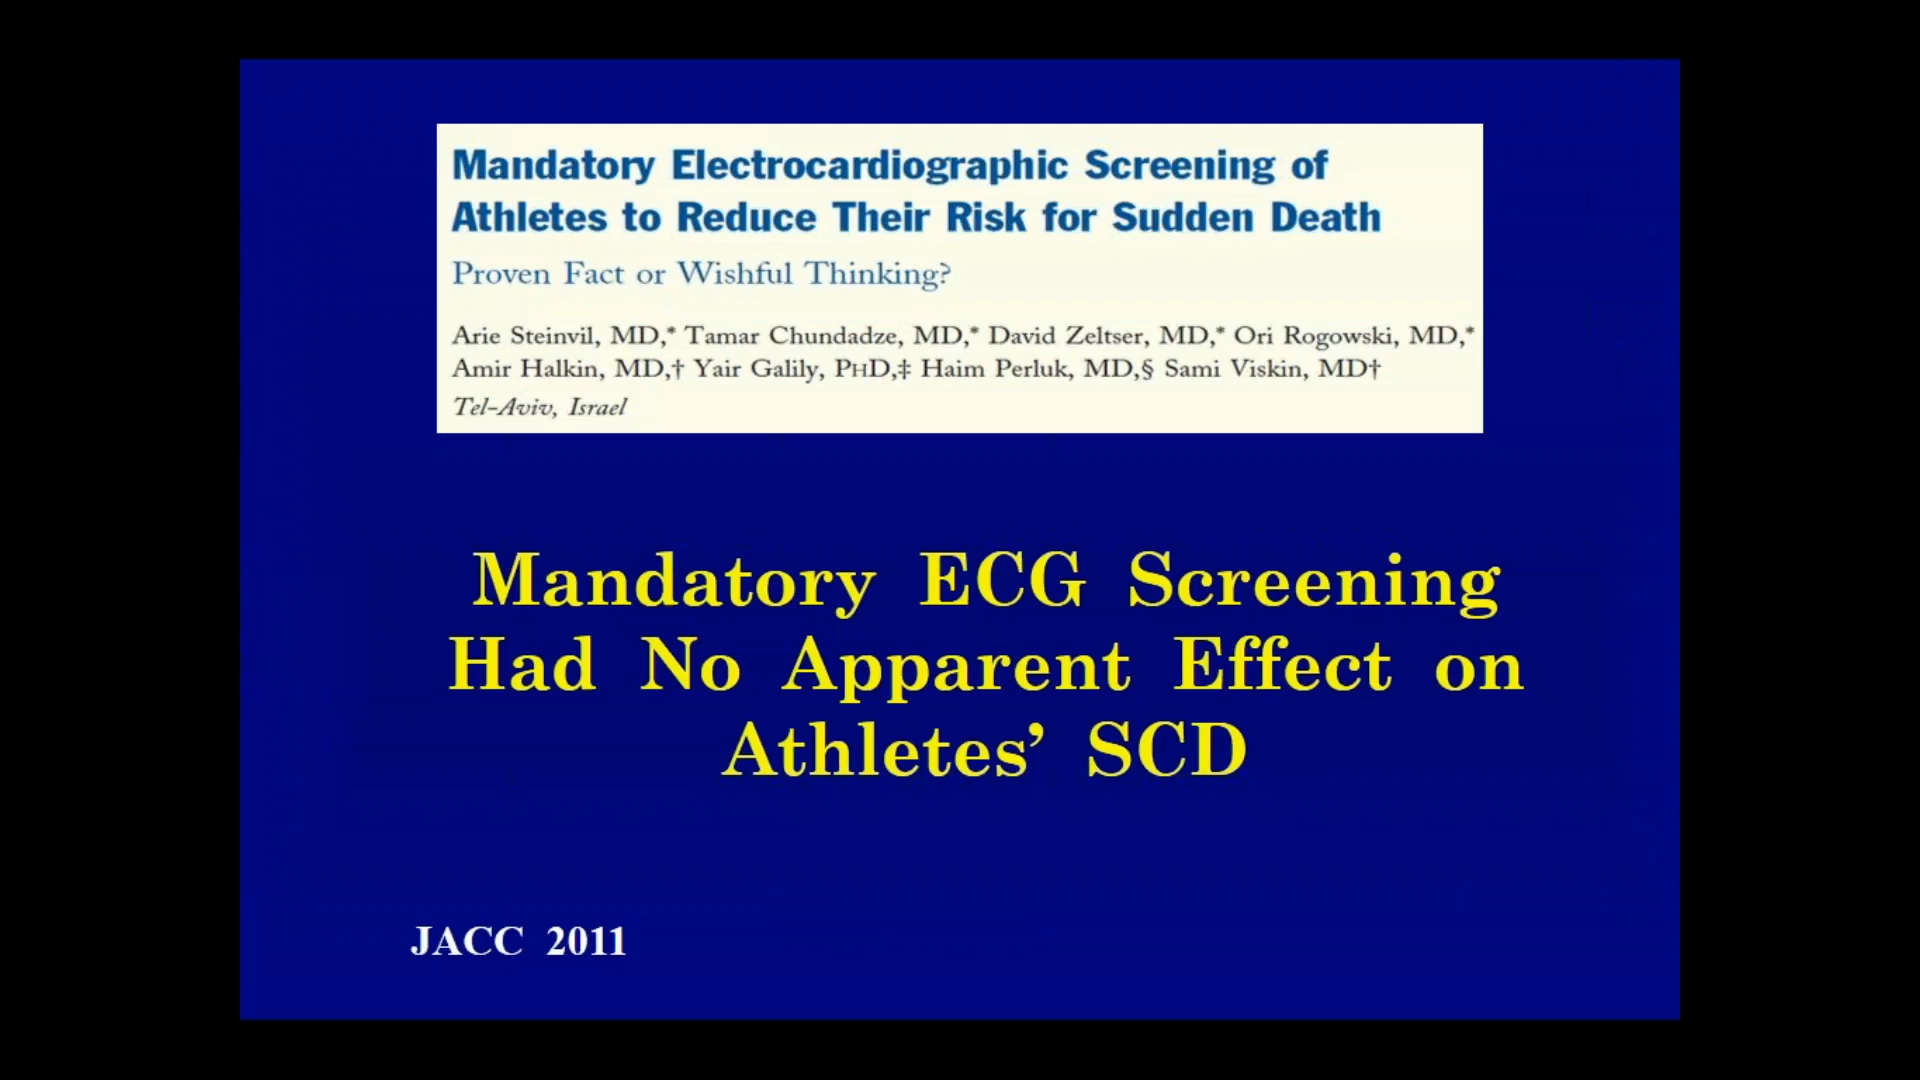 Mandatory Electrocardiographic Screening of
Athletes to Reduce Their Risk for Sudden Death
Proven Fact or Wishful Thinking?
Arie Steinvil, MD,* Tamar Chundadze, MD,* David Zeltser, MD,* Ori Rogowski, MD,*
Amir Halkin, MD,† Yair Galily, PHD,‡ Haim Perluk, MD,§ Sami Viskin, MD†
Tel-Aviv, Israel
Mandatory ECG Screening
Had No Apparent Effect on
Athletes’ SCD
JACC 2011